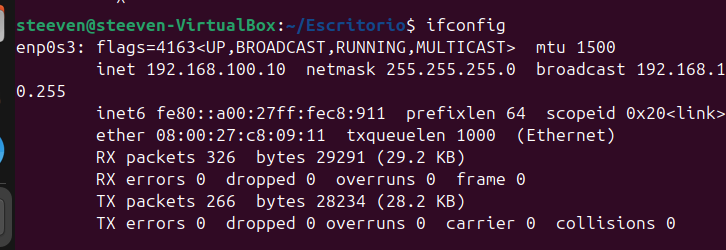 steeven@steeven-VirtualBox:~/Escritorio$ ifconfig
enp0s3: flags=4163<UP,BROADCAST,RUNNING,MULTICAST>  mtu 1500
        inet 192.168.100.10  netmask 255.255.255.0  broadcast 192.168.1
0.255
        inet6 fe80::a00:27ff:fec8:911  prefixlen 64  scopeid 0x20<link>
        ether 08:00:27:c8:09:11  txqueuelen 1000  (Ethernet)
        RX packets 326  bytes 29291 (29.2 KB)
        RX errors 0  dropped 0  overruns 0  frame 0
        TX packets 266  bytes 28234 (28.2 KB)
        TX errors 0  dropped 0 overruns 0  carrier 0  collisions 0